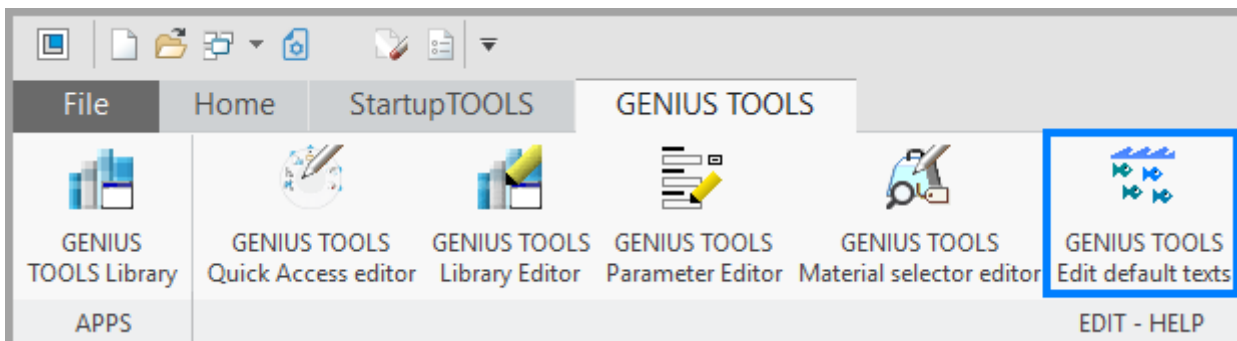 File Home StartupTOOLS GENIUS TOOLS
GENIUS
TOOLS Library
GENIUS TOOLS
Quick Access editor
GENIUS TOOLS
Library Editor
GENIUS TOOLS
Parameter Editor
GENIUS TOOLS
Material selector editor
GENIUS TOOLS
Edit default texts
APPS
EDIT - HELP